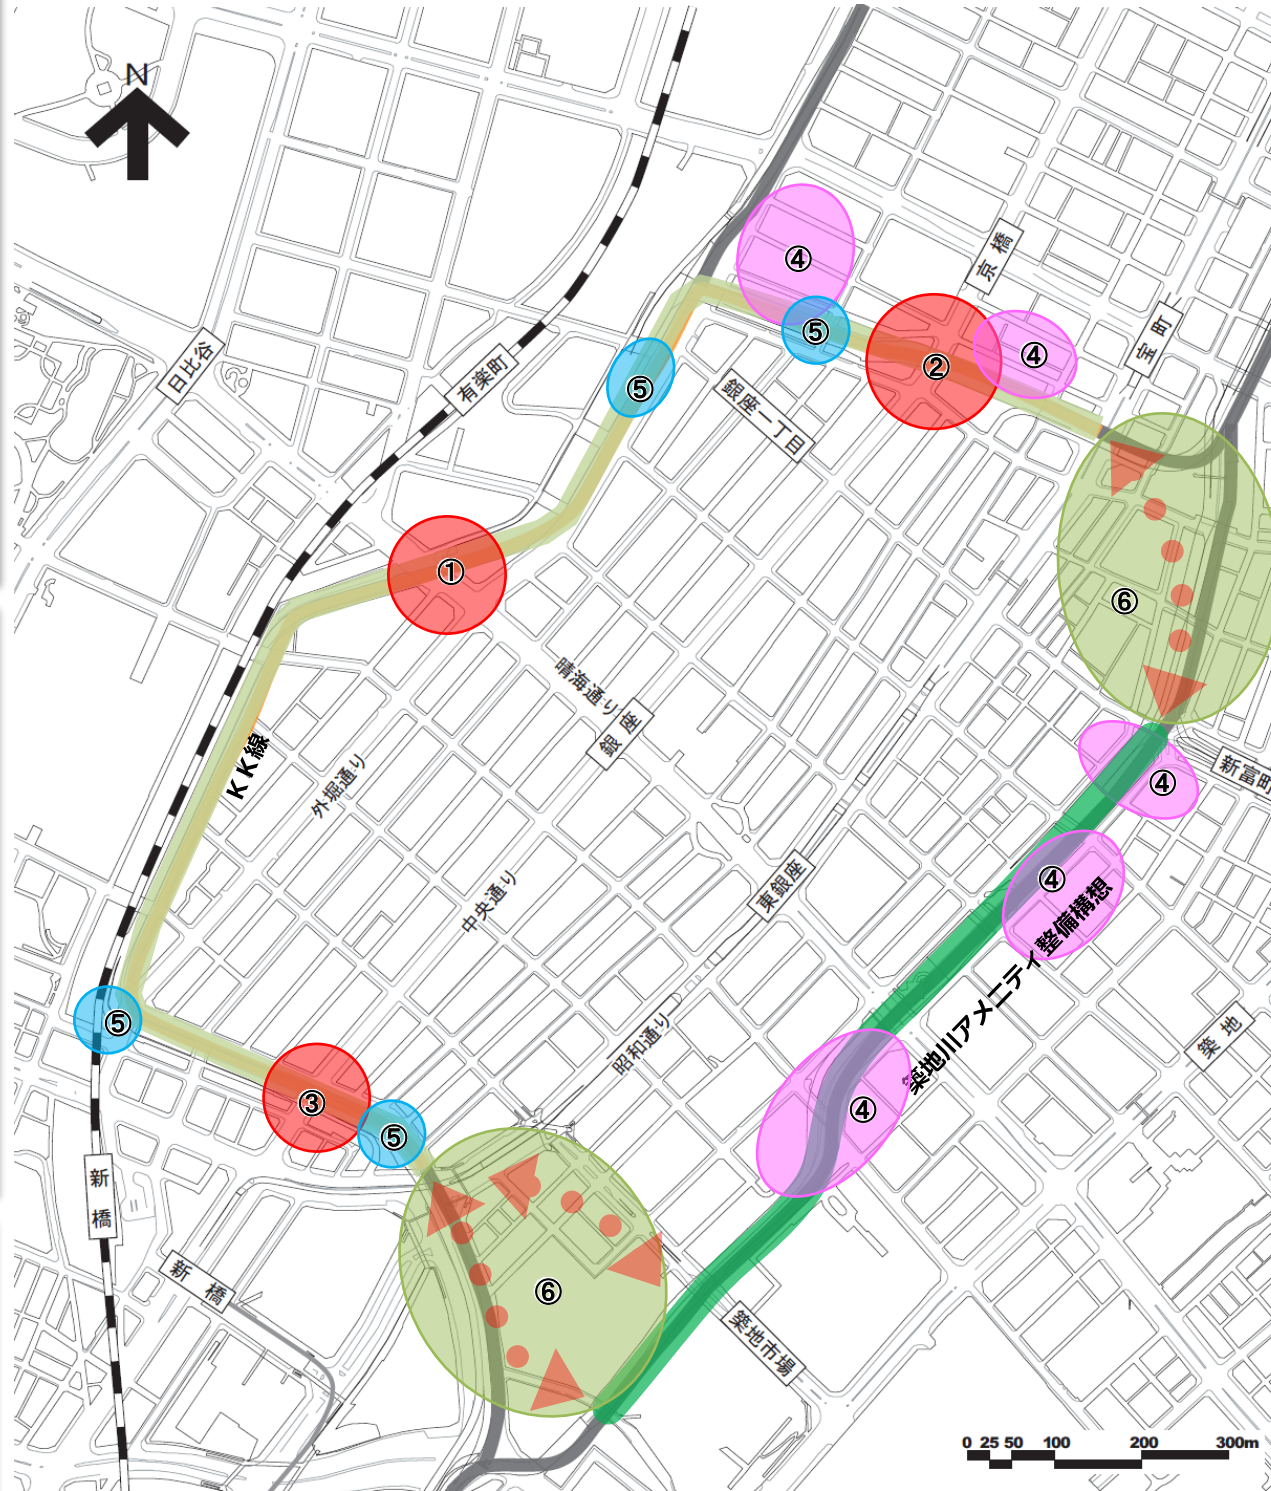 N
④
京橋
⑤
②
④
宝町
日比谷
有楽町
⑤
銀座一丁目
①
⑥
晴海通り
銀座
KK線
外堀通り
④
新富町
中央通り
東銀座
④
築地川アメニティ整備構想
⑤
昭和通り
築地
③
⑤
④
新橋
新橋
⑥
築地市場
0 25 50 100 200 300m